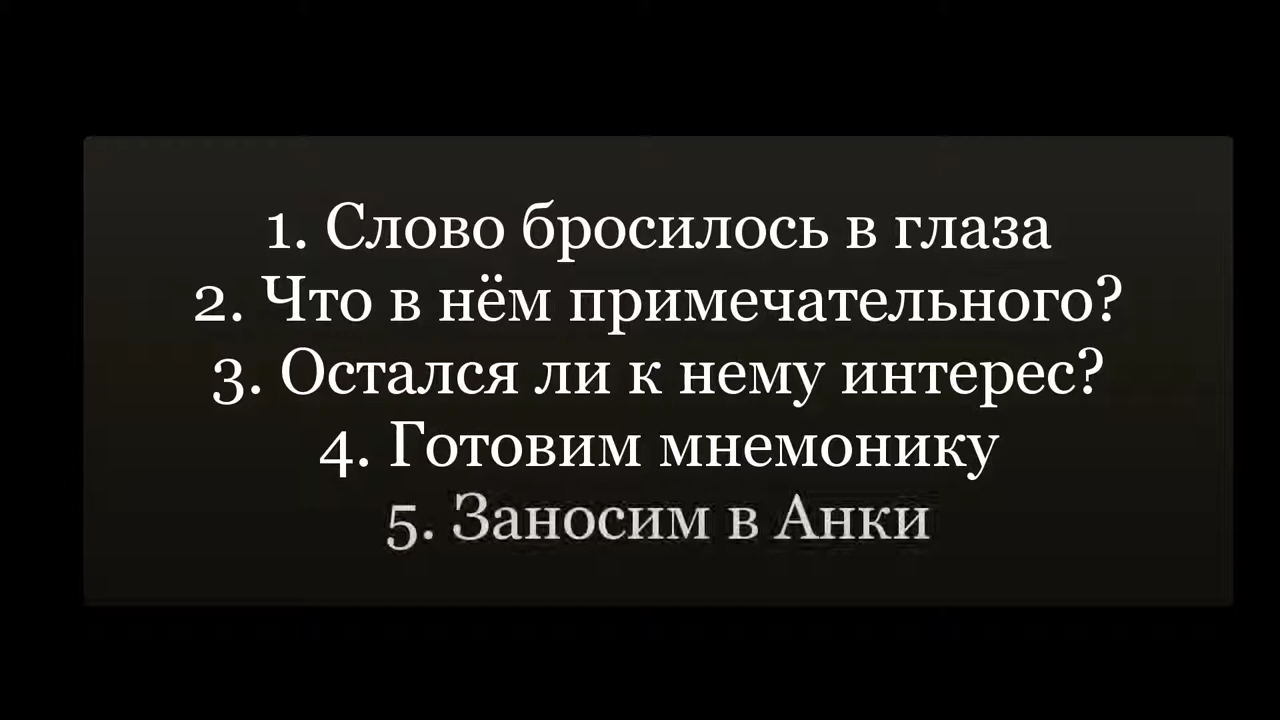 1. Слово бросилось в глаза
2. Что в нём примечательного?
3. Остался ли к нему интерес?
4. Готовим мнемонику
5. Заносим в Анки